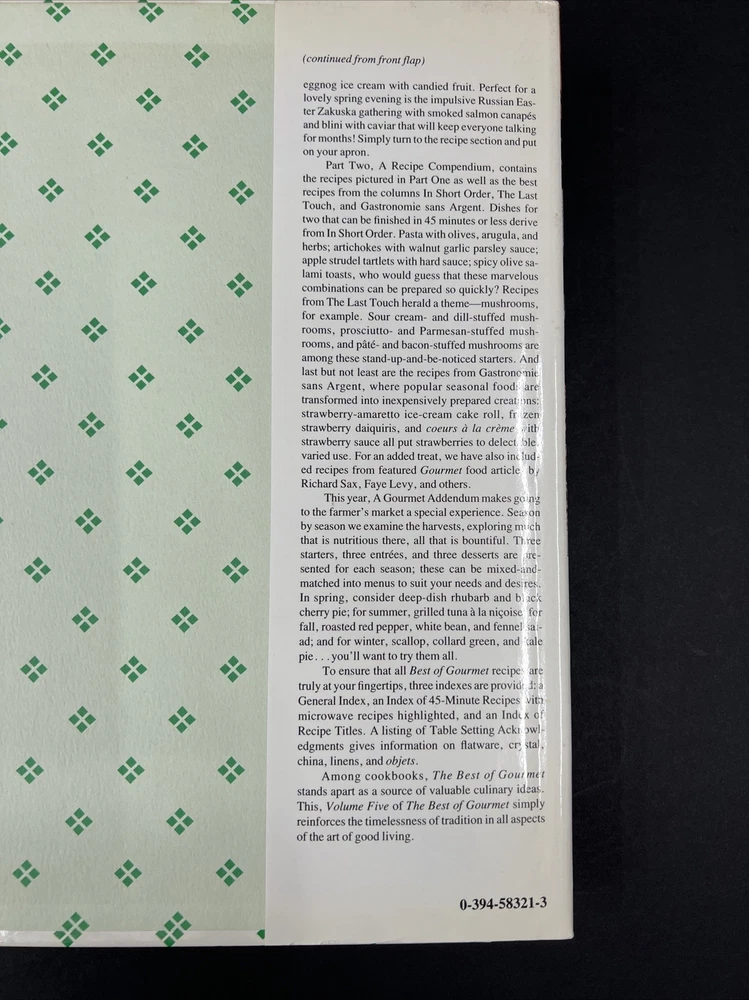 (continued from front flap)
eggnog ice cream with candied fruit. Perfect for a
lovely spring evening is the impulsive Russian Eas-
ter Zakuska gathering with smoked salmon canapés
and blini with caviar that will keep everyone talking
for months! Simply turn to the recipe section and put
on your apron.
Part Two, A Recipe Compendium, contains
the recipes pictured in Part One as well as the best
recipes from the columns In Short Order, The Last
Touch, and Gastronomie sans Argent. Dishes for
two that can be finished in 45 minutes or less derive
from In Short Order. Pasta with olives, arugula, and
herbs; artichokes with walnut garlic parsley sauce;
apple strudel tartlets with hard sauce; spicy olive sa-
lami toasts, who would guess that these marvelous
combinations can be prepared so quickly? Recipes
from The Last Touch herald a theme—mushrooms,
for example. Sour cream- and dill-stuffed mush-
rooms, prosciutto- and Parmesan-stuffed mush-
rooms, and pâté- and bacon-stuffed mushrooms are
among these stand-up-and-be-noticed starters. And
last but not least are the recipes from Gastronomie
sans Argent, where popular seasonal foods are
transformed into inexpensively prepared creations:
strawberry-amaretto ice-cream cake roll, frozen
strawberry daiquiris, and coeurs à la crème with
strawberry sauce all put strawberries to delectable,
varied use. For an added treat, we have also includ-
ed recipes from featured Gourmet food articles by
Richard Sax, Faye Levy, and others.
This year, A Gourmet Addendum makes going
to the farmer's market a special experience. Season
by season we examine the harvests, exploring much
that is nutritious there, all that is bountiful. Three
starters, three entrées, and three desserts are pre-
sented for each season; these can be mixed-and-
matched into menus to suit your needs and desires.
In spring, consider deep-dish rhubarb and black
cherry pie; for summer, grilled tuna à la niçoise; for
fall, roasted red pepper, white bean, and fennel sal-
ad; and for winter, scallop, collard green, and kale
pie . . . you'll want to try them all.
To ensure that all Best of Gourmet recipes are
truly at your fingertips, three indexes are provided: a
General Index, an Index of 45-Minute Recipes with
microwave recipes highlighted, and an Index of
Recipe Titles. A listing of Table Setting Acknowl-
edgments gives information on flatware, crystal,
china, linens, and objets.
Among cookbooks, The Best of Gourmet
stands apart as a source of valuable culinary ideas.
This, Volume Five of The Best of Gourmet simply
reinforces the timelessness of tradition in all aspects
of the art of good living.
0-394-58321-3